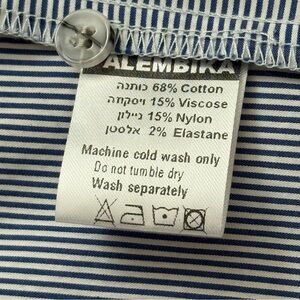 ALEMBIKA
כותנה 68% Cotton
ויסקוזה 15% Viscose
ניילון 15% Nylon
אלסטן 2% Elastane
Machine cold wash only
Do not tumble dry
Wash separately